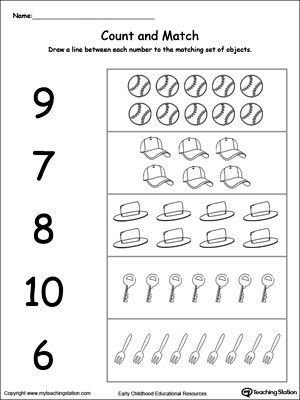 Name:
Count and Match
Draw a line between each number to the matching set of objects.
9
7
8
10
6
TeachingStation
Copyright © www.myteachingstation.com
Early Childhood Educational Resources